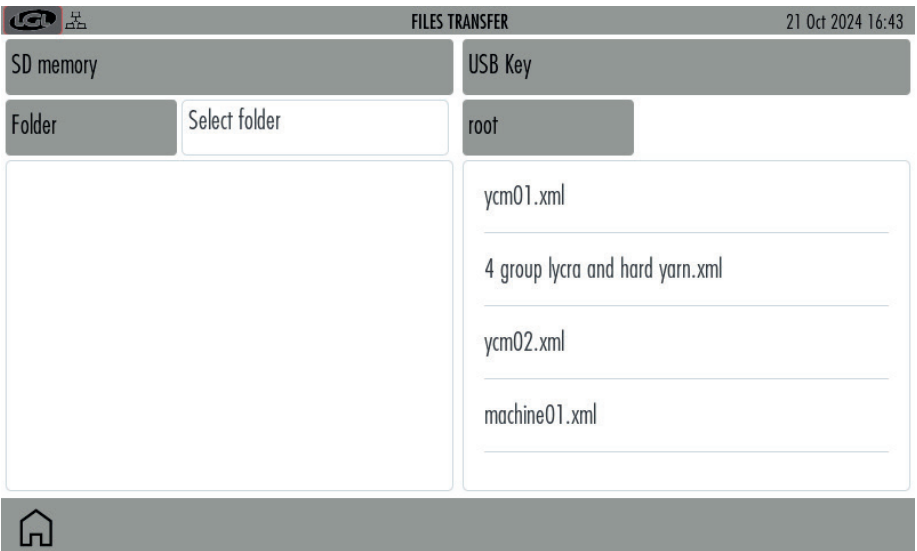 LGL FILES TRANSFER 21 Oct 2024 16:43
SD memory
USB Key
Folder
Select folder
root
ycm01.xml
4 group lycra and hard yarn.xml
ycm02.xml
machine01.xml